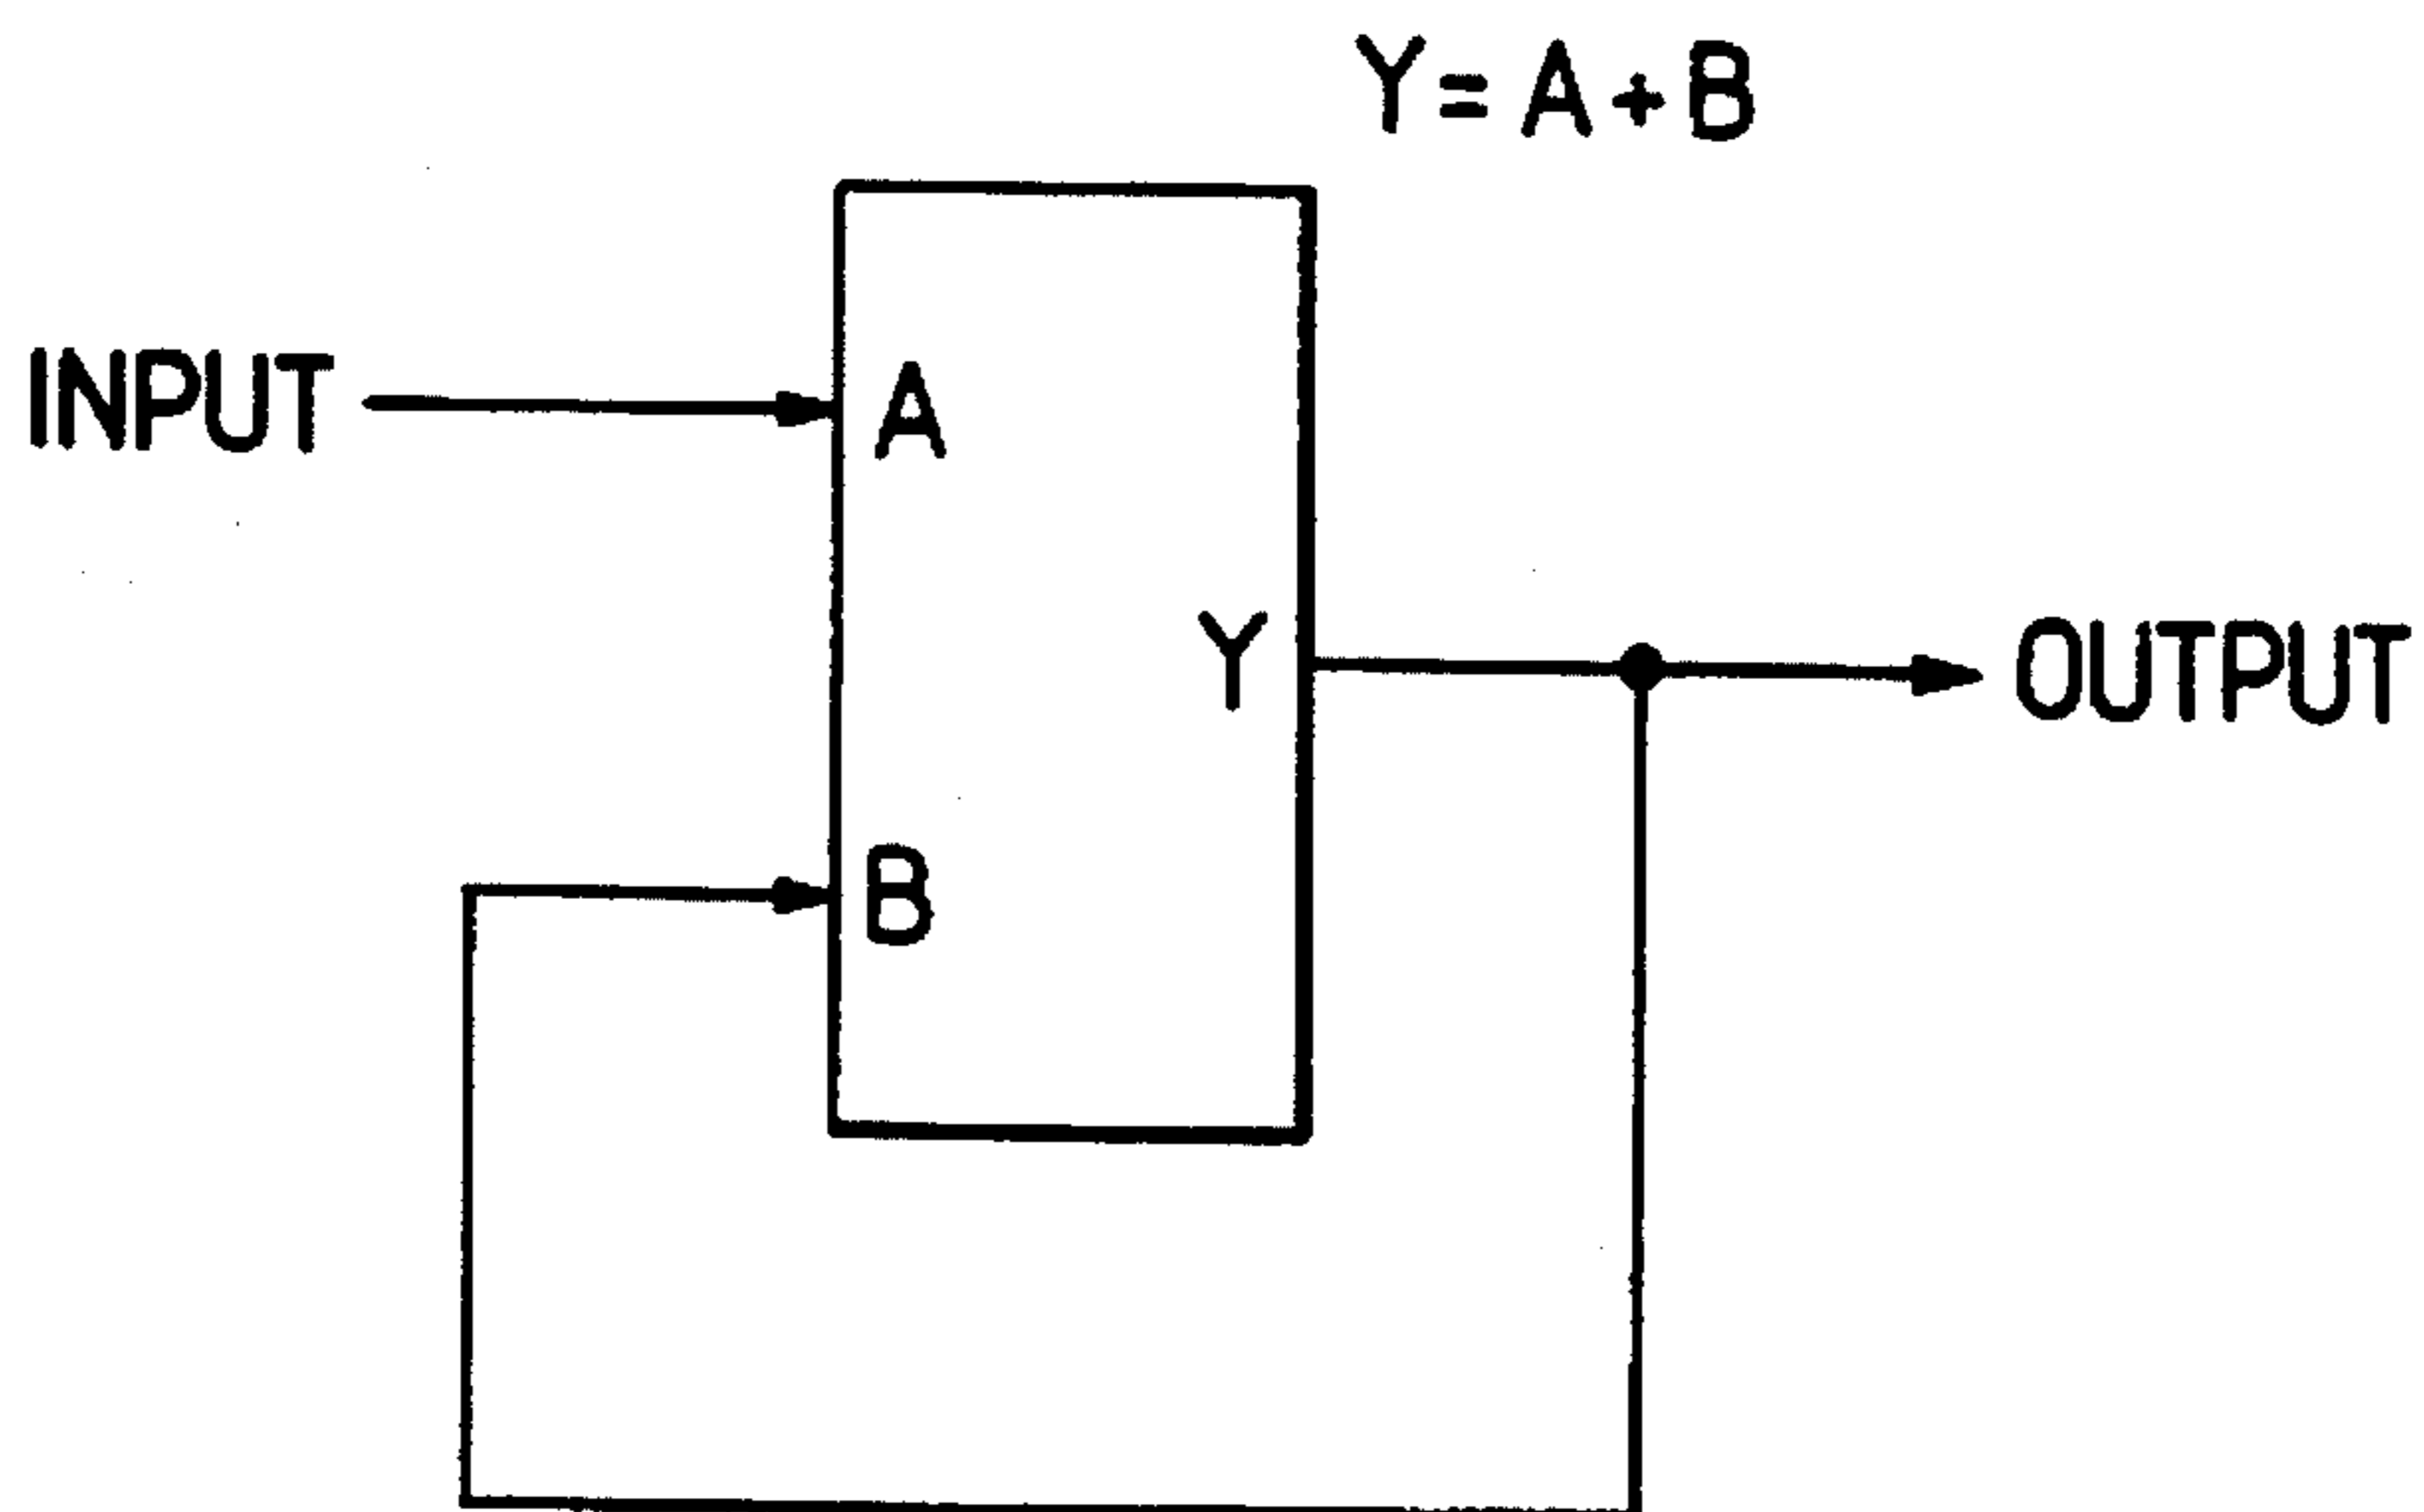 Y = A + B
INPUT
A
Y
OUTPUT
B